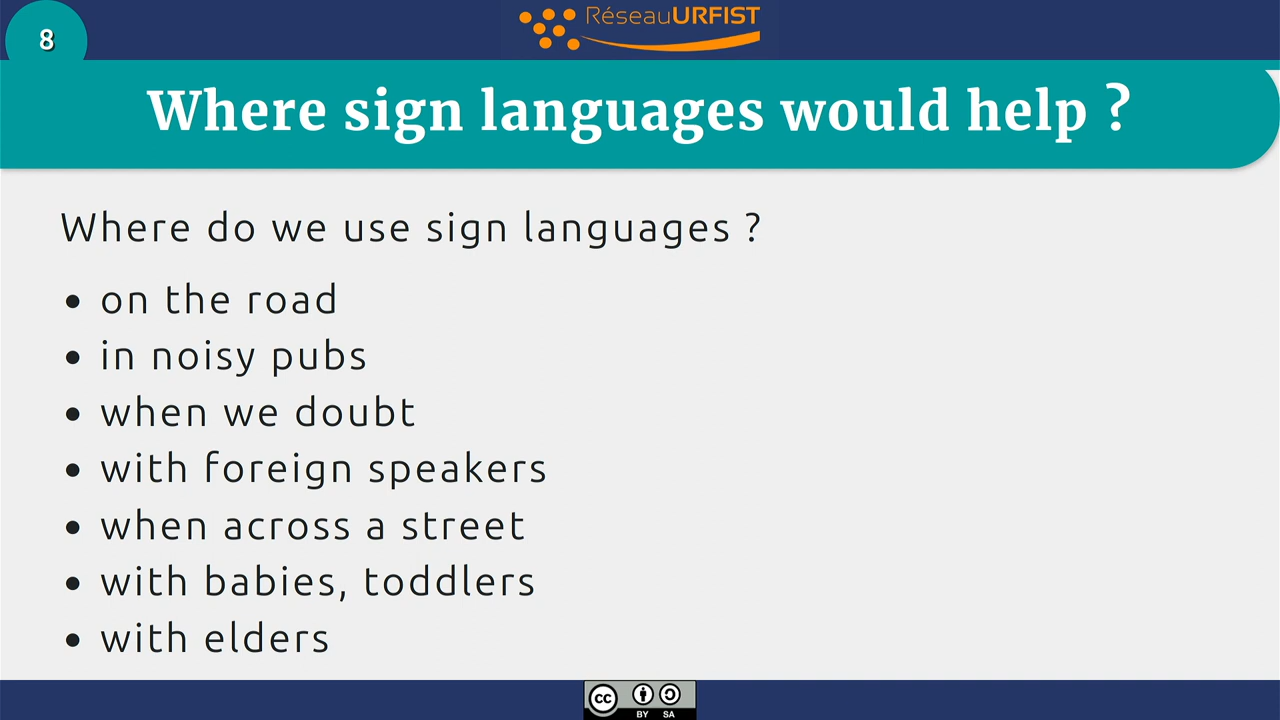 8
RéseauURFIST
Where sign languages would help ?
Where do we use sign languages ?
• on the road
• in noisy pubs
• when we doubt
• with foreign speakers
• when across a street
• with babies, toddlers
• with elders
cc
BY SA